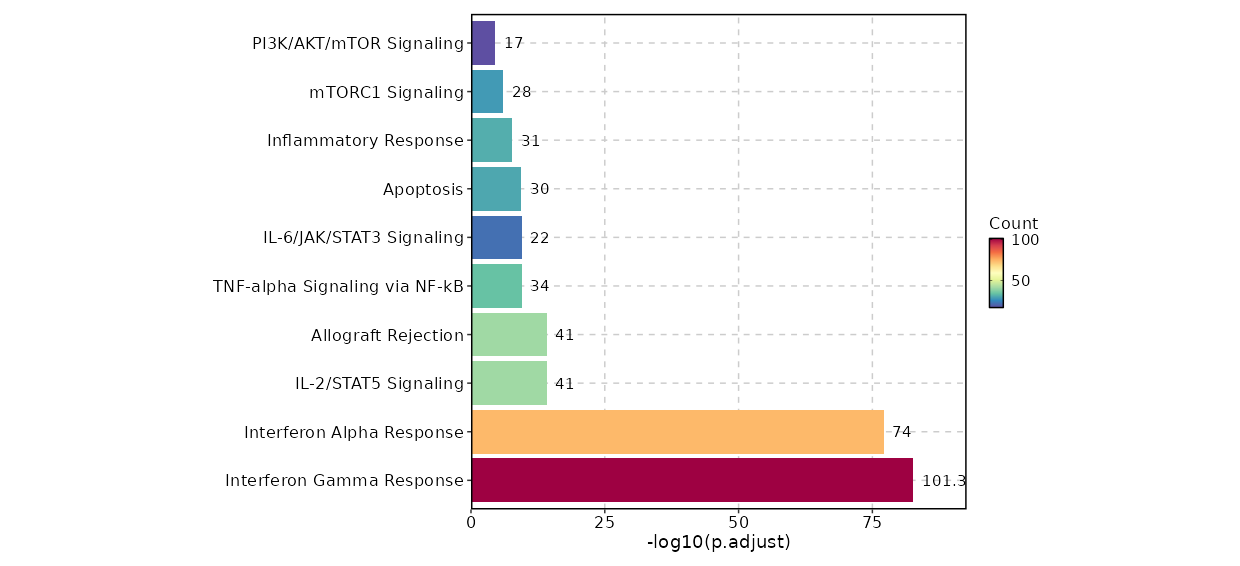 PI3K/AKT/mTOR Signaling 17
mTORC1 Signaling 28
Inflammatory Response 31
Apoptosis 30
IL-6/JAK/STAT3 Signaling 22
TNF-alpha Signaling via NF-kB 34
Allograft Rejection 41
IL-2/STAT5 Signaling 41
Interferon Alpha Response 74
Interferon Gamma Response 101.3
0 25 50 75
-log10(p.adjust)
Count
100
50